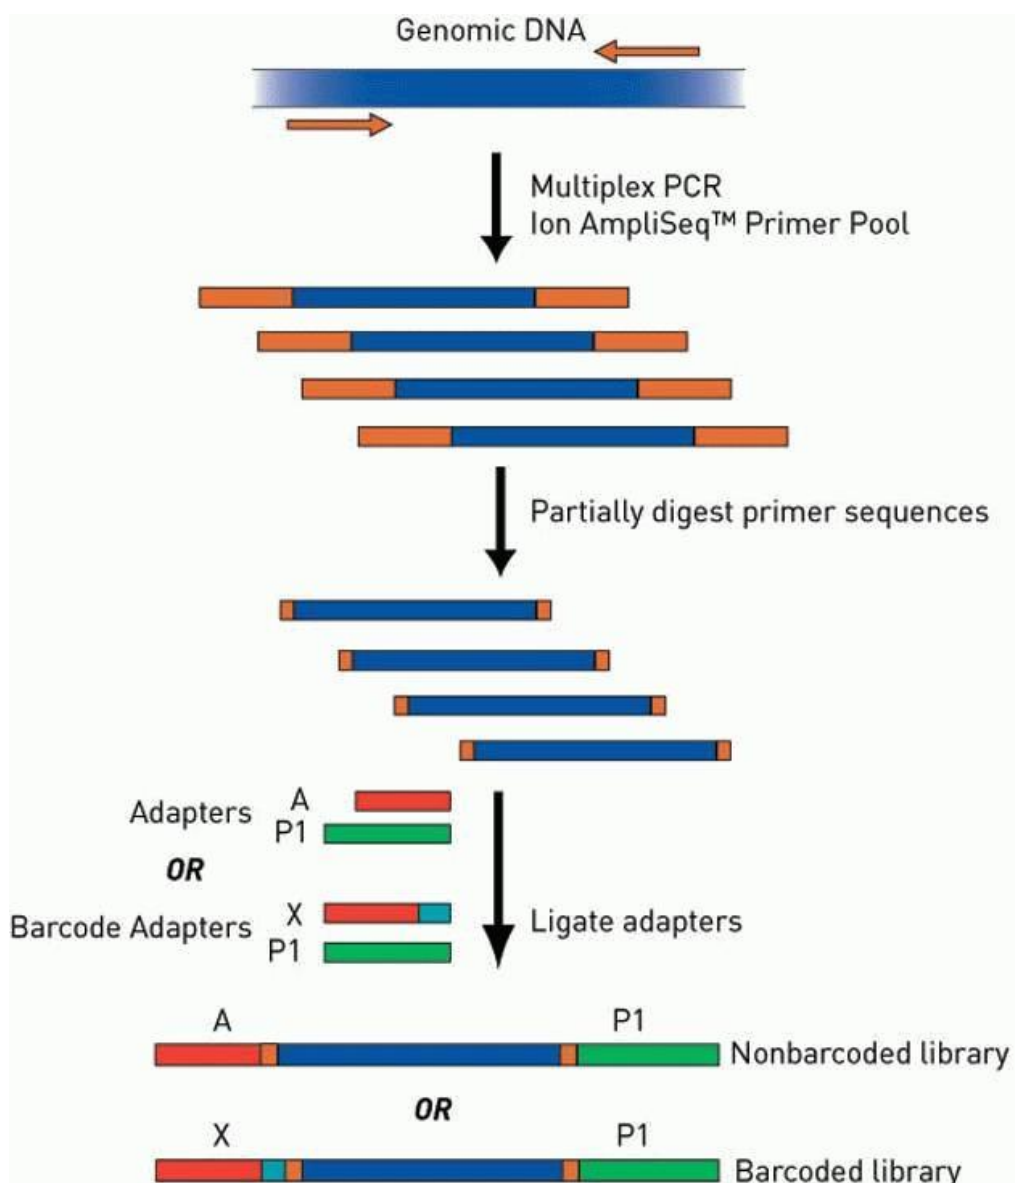 Genomic DNA
Multiplex PCR
Ion AmpliSeq™ Primer Pool
Partially digest primer sequences
Adapters
A
P1
OR
Barcode Adapters
X
P1
Ligate adapters
A
P1
Nonbarcoded library
OR
X
P1
Barcoded library